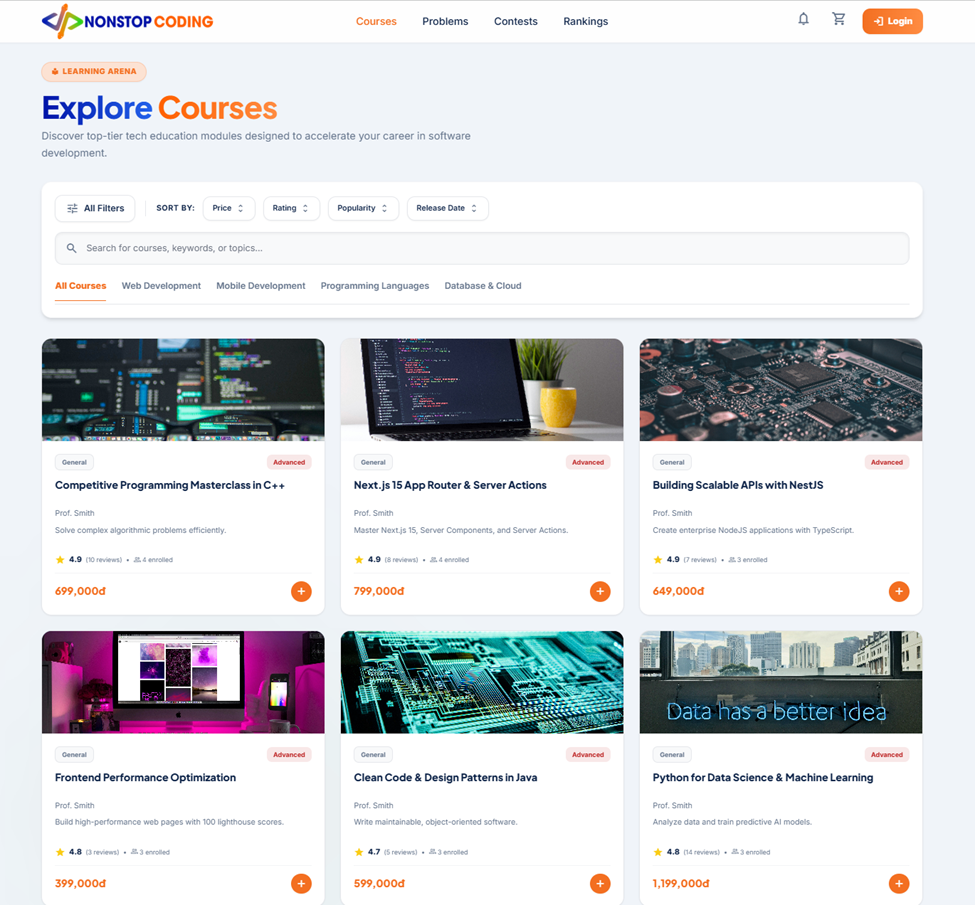 NONSTOP CODING
Courses Problems Contests Rankings
Login
LEARNING ARENA
Explore Courses
Discover top-tier tech education modules designed to accelerate your career in software
development.
All Filters SORT BY: Price Rating Popularity Release Date
Search for courses, keywords, or topics...
All Courses Web Development Mobile Development Programming Languages Database & Cloud
General Advanced
Competitive Programming Masterclass in C++
Prof. Smith
Solve complex algorithmic problems efficiently.
4.9 (10 reviews) • 4 enrolled
699,000đ
General Advanced
Next.js 15 App Router & Server Actions
Prof. Smith
Master Next.js 15, Server Components, and Server Actions.
4.9 (8 reviews) • 4 enrolled
799,000đ
General Advanced
Building Scalable APIs with NestJS
Prof. Smith
Create enterprise NodeJS applications with TypeScript.
4.9 (7 reviews) • 3 enrolled
649,000đ
General Advanced
Frontend Performance Optimization
Prof. Smith
Build high-performance web pages with 100 lighthouse scores.
4.8 (3 reviews) • 3 enrolled
399,000đ
General Advanced
Clean Code & Design Patterns in Java
Prof. Smith
Write maintainable, object-oriented software.
4.7 (5 reviews) • 3 enrolled
599,000đ
Data has a better idea
General Advanced
Python for Data Science & Machine Learning
Prof. Smith
Analyze data and train predictive AI models.
4.8 (14 reviews) • 3 enrolled
1,199,000đ